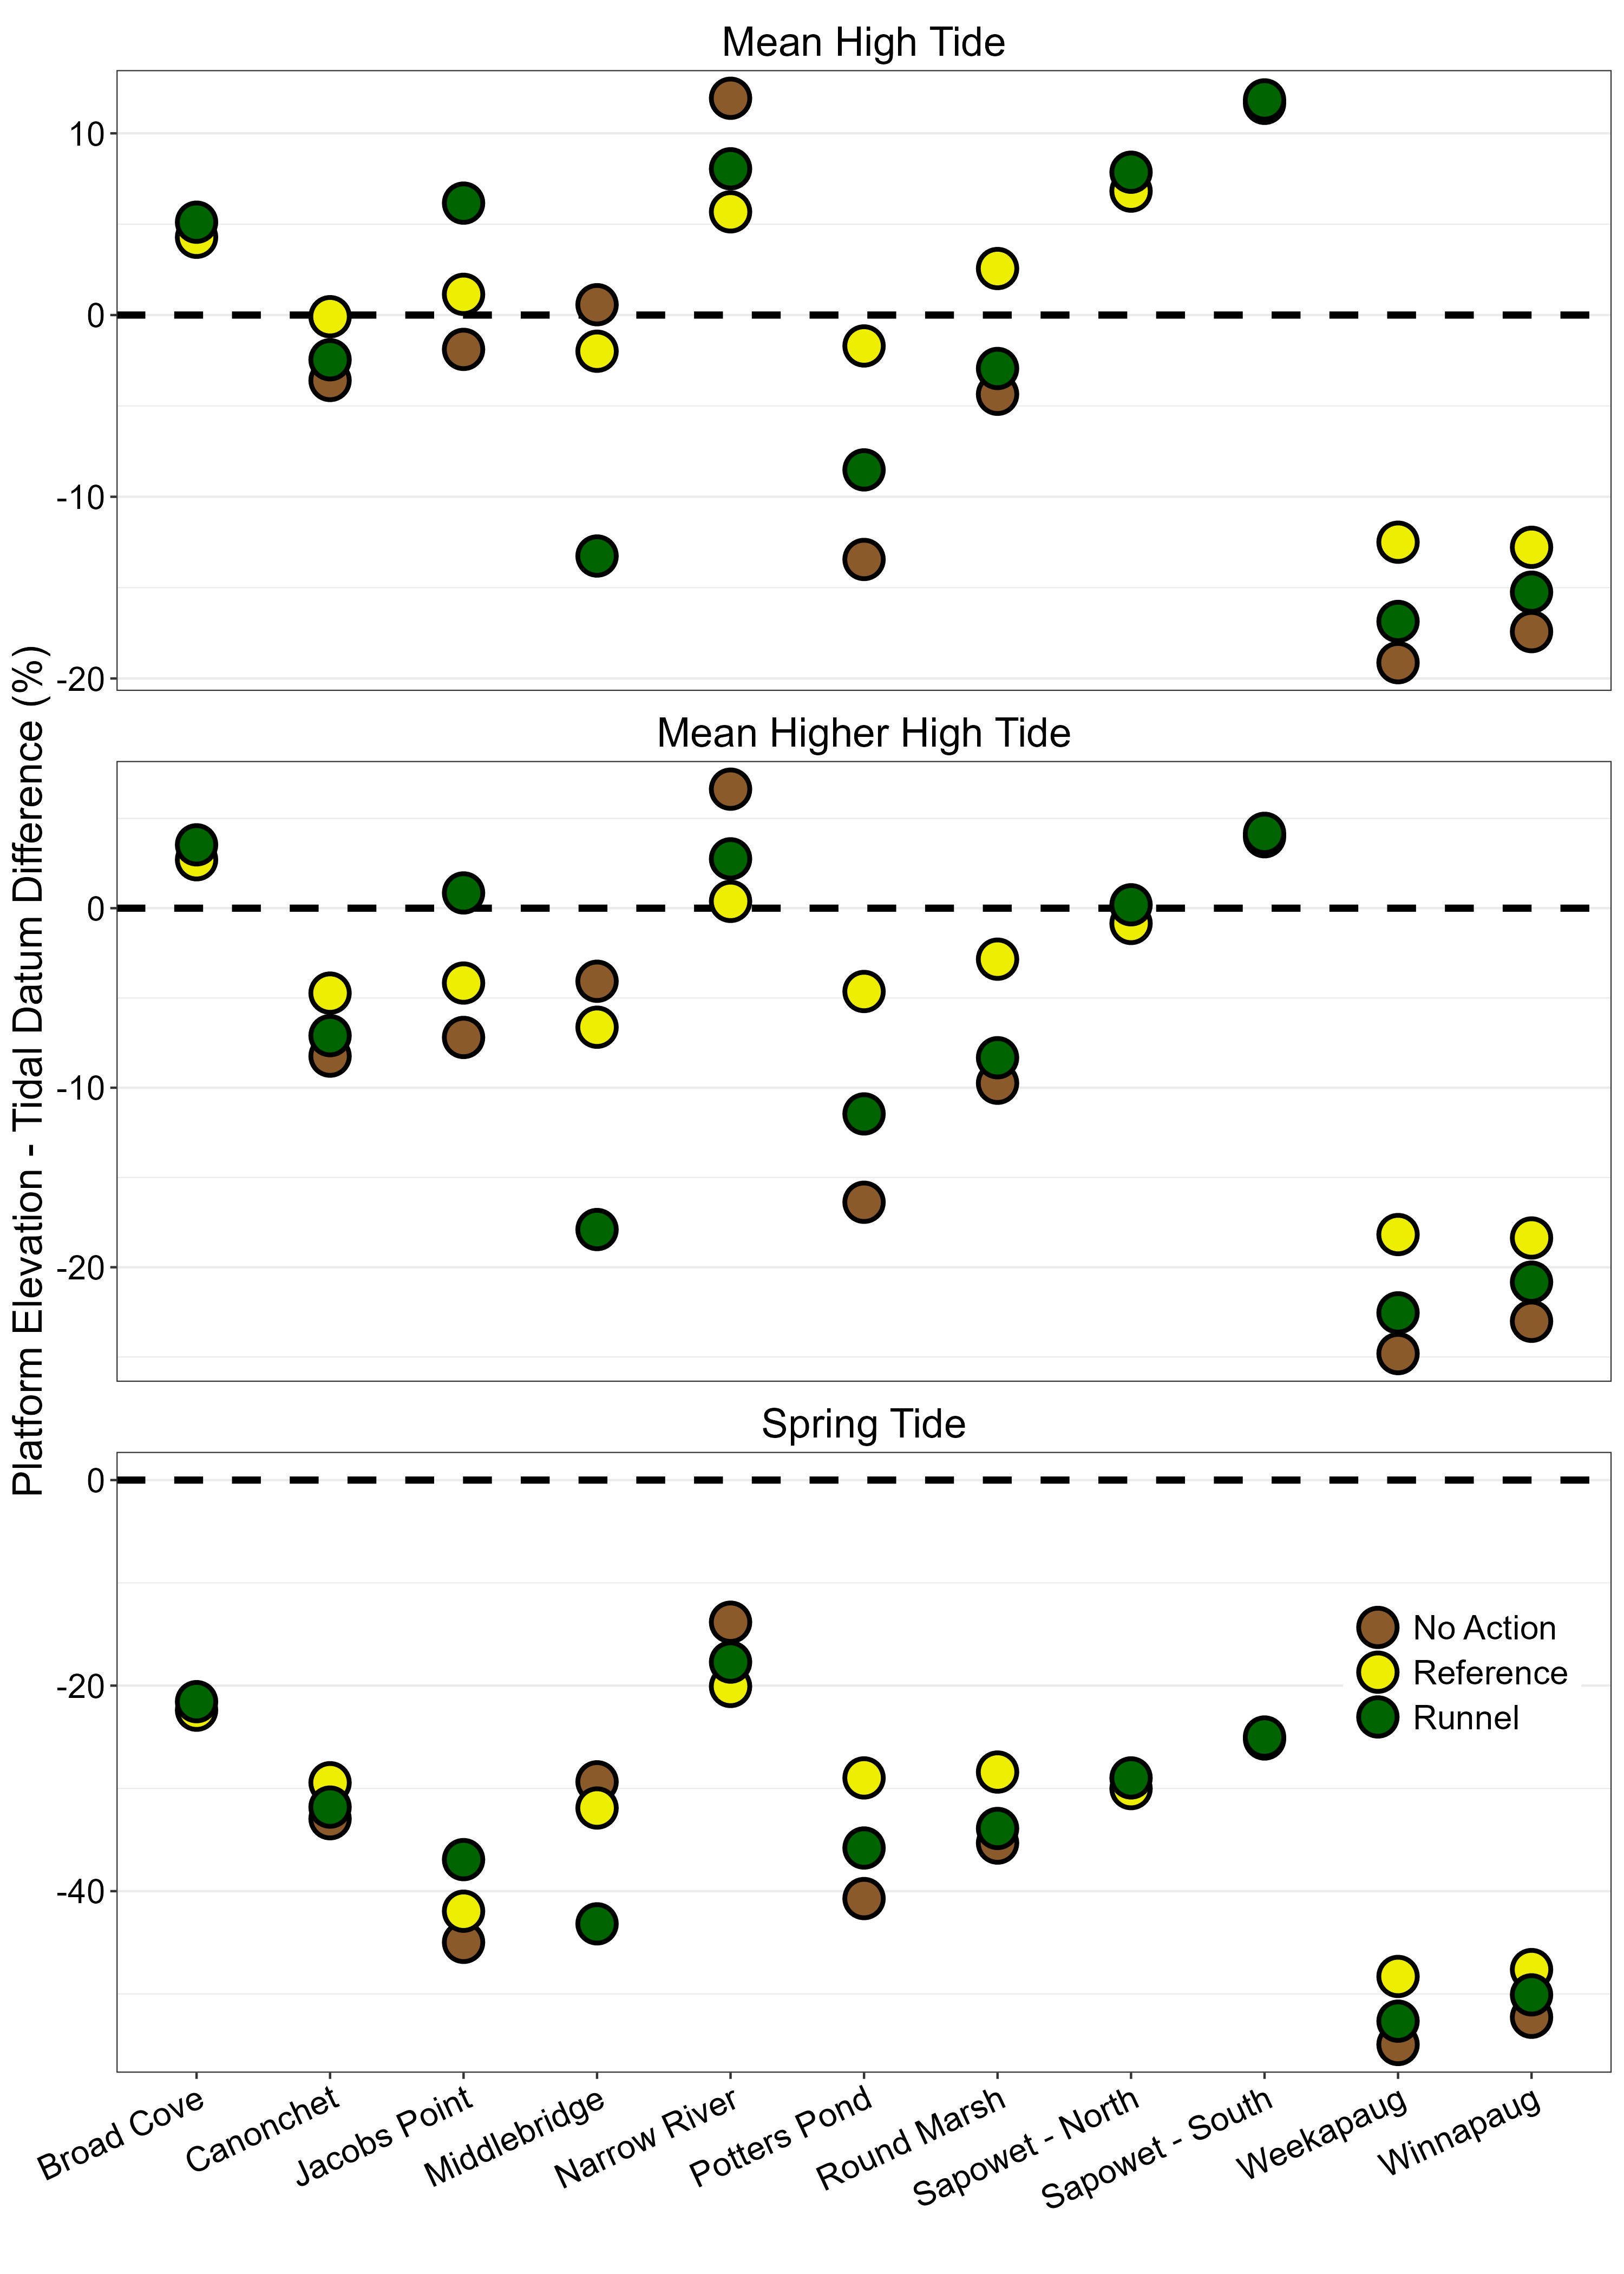 Mean High Tide
10
0
-10
-20
Platform Elevation - Tidal Datum Difference (%)
Mean Higher High Tide
0
-10
-20
Spring Tide
0
-20
-40
No Action
Reference
Runnel
Broad Cove
Canonchet
Jacobs Point
Middlebridge
Narrow River
Potters Pond
Round Marsh
Sapowet - North
Sapowet - South
Weekapaug
Winnapaug